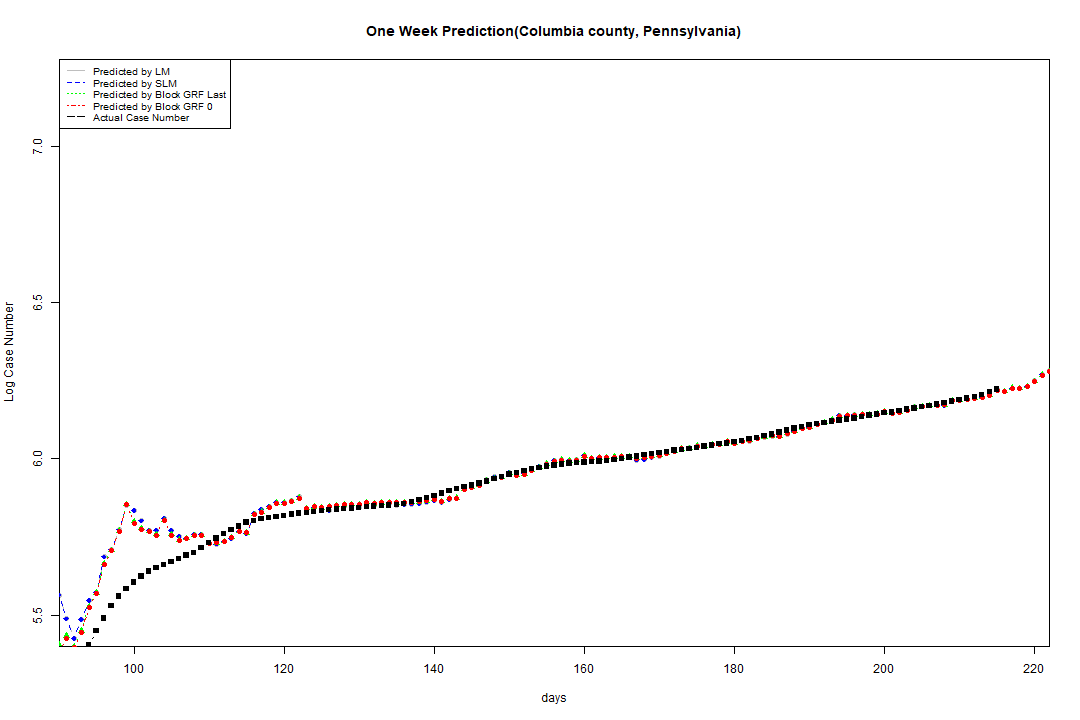 One Week Prediction(Columbia county, Pennsylvania)
Predicted by LM
Predicted by SLM
Predicted by Block GRF Last
Predicted by Block GRF 0
Actual Case Number
7.0
6.5
6.0
5.5
Log Case Number
100 120 140 160 180 200 220
days